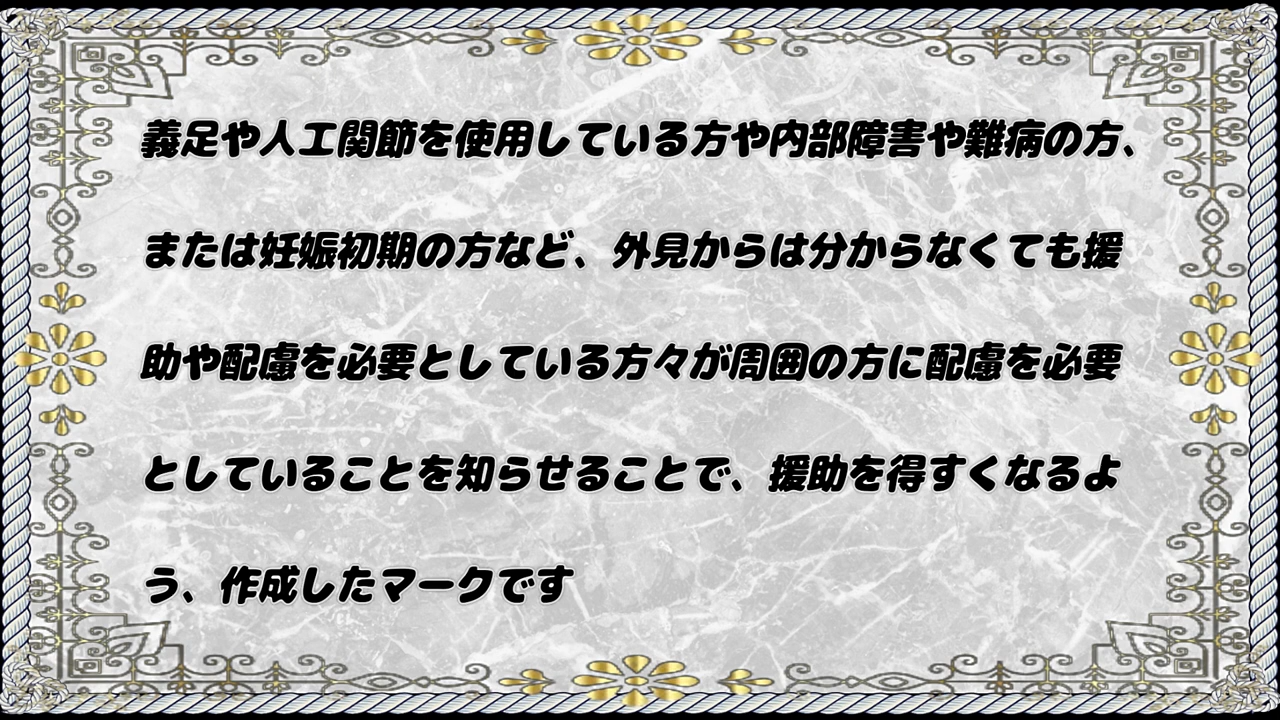 義足や人工関節を使用している方や内部障害や難病の方、
または妊娠初期の方など、外見からは分からなくても援
助や配慮を必要としている方々が周囲の方に配慮を必要
としていることを知らせることで、援助を得すくなるよ
う、作成したマークです